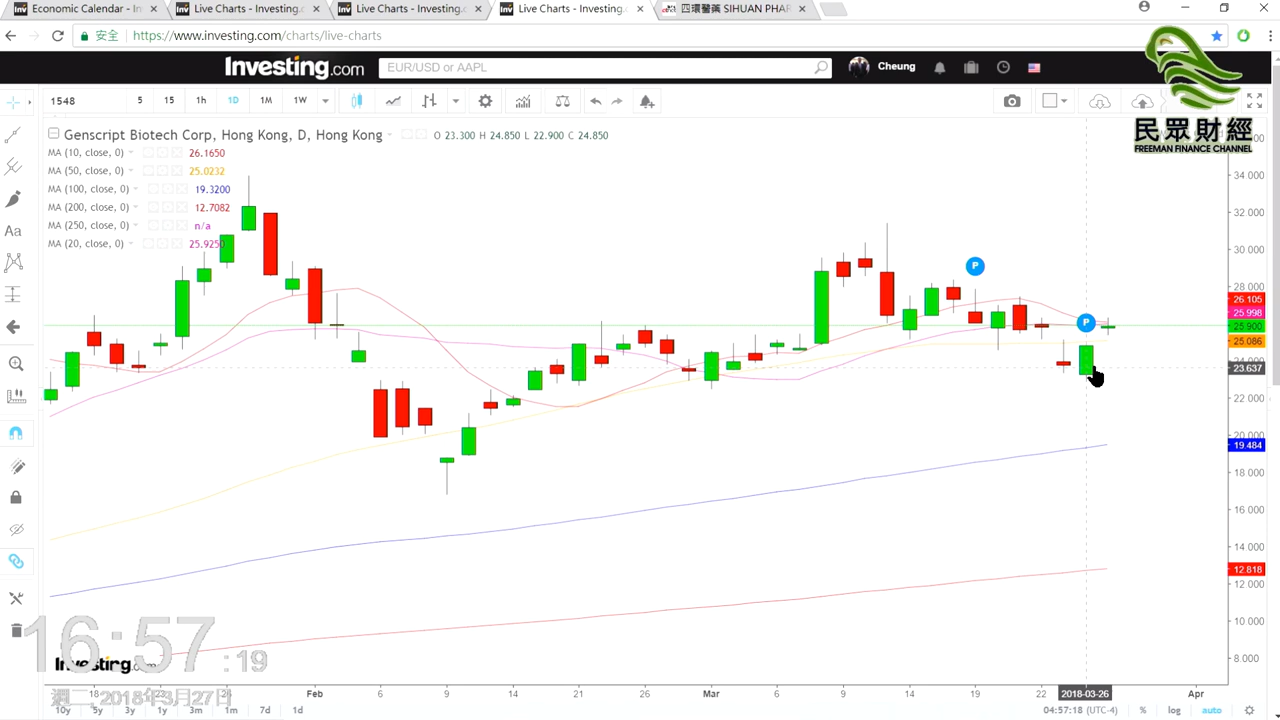 Economic Calendar - In
Live Charts - Investing.c
Live Charts - Investing.c
Live Charts - Investing.c
四環醫藥 SIHUAN PHAR
安全 https://www.investing.com/charts/live-charts
Investing.com
EUR/USD or AAPL
Cheung
民眾財經
FREEMAN FINANCE CHANNEL
1548 5 15 1h 1D 1M 1W
Genscript Biotech Corp, Hong Kong, D, Hong Kong
O 23.300 H 24.850 L 22.900 C 24.850
MA (10, close, 0) 26.1650
MA (50, close, 0) 25.0232
MA (100, close, 0) 19.3200
MA (200, close, 0) 12.7082
MA (250, close, 0) n/a
MA (20, close, 0) 25.9250
Aa
P
P
34.000
32.000
30.000
28.000
26.105
25.998
25.900
25.086
23.637
22.000
20.000
19.484
18.000
16.000
14.000
12.818
12.000
10.000
8.000
16:57:19
Investing.com
週二, 2018年3月27日
18
Feb 6 9 14 21 26 Mar 6 9 14 19 22 2018-03-26 Apr
10y 5y 3y 1y 3m 1m 7d 1d
04:57:18 (UTC-4) % log auto